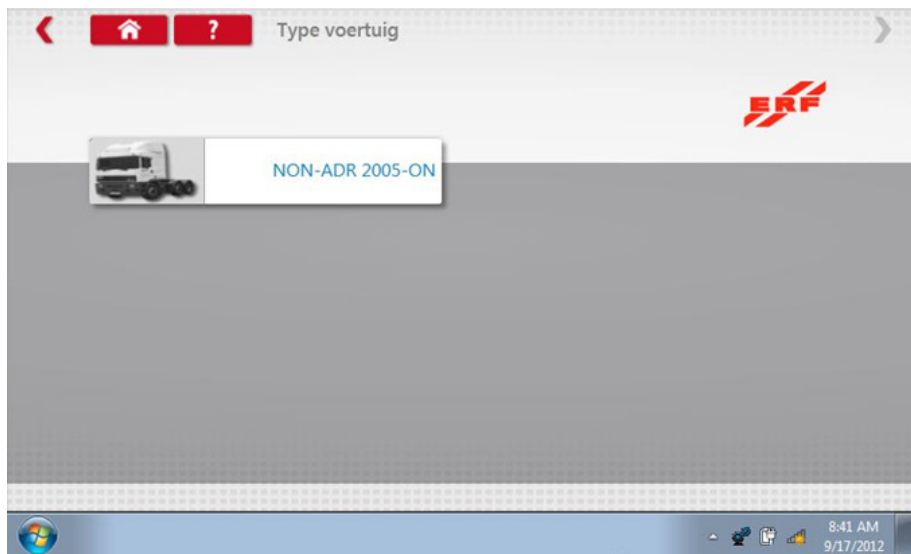 ? Type voertuig
ERF
NON-ADR 2005-ON
8:41 AM
9/17/2012